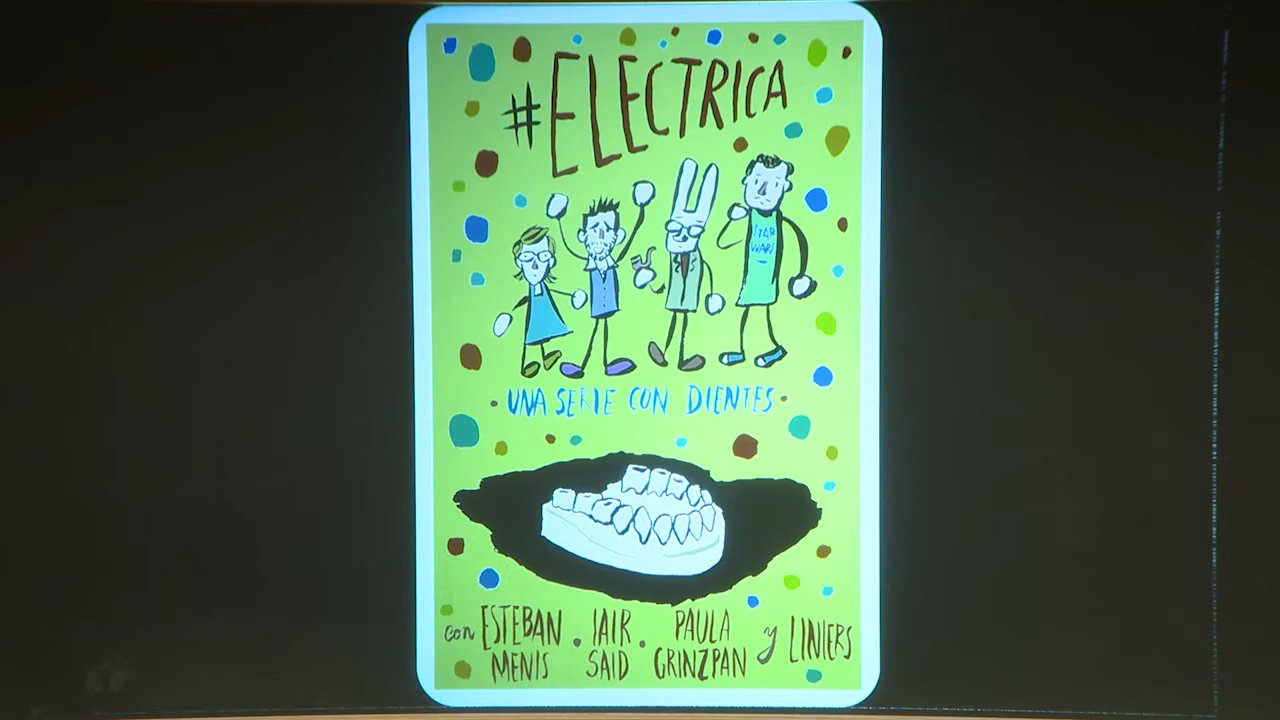 #ELECTRICA
STAR
WARS
· UNA SERIE CON DIENTES ·
con ESTEBAN MENIS · IAIR SAID · PAULA GRINZPAN y LINIERS